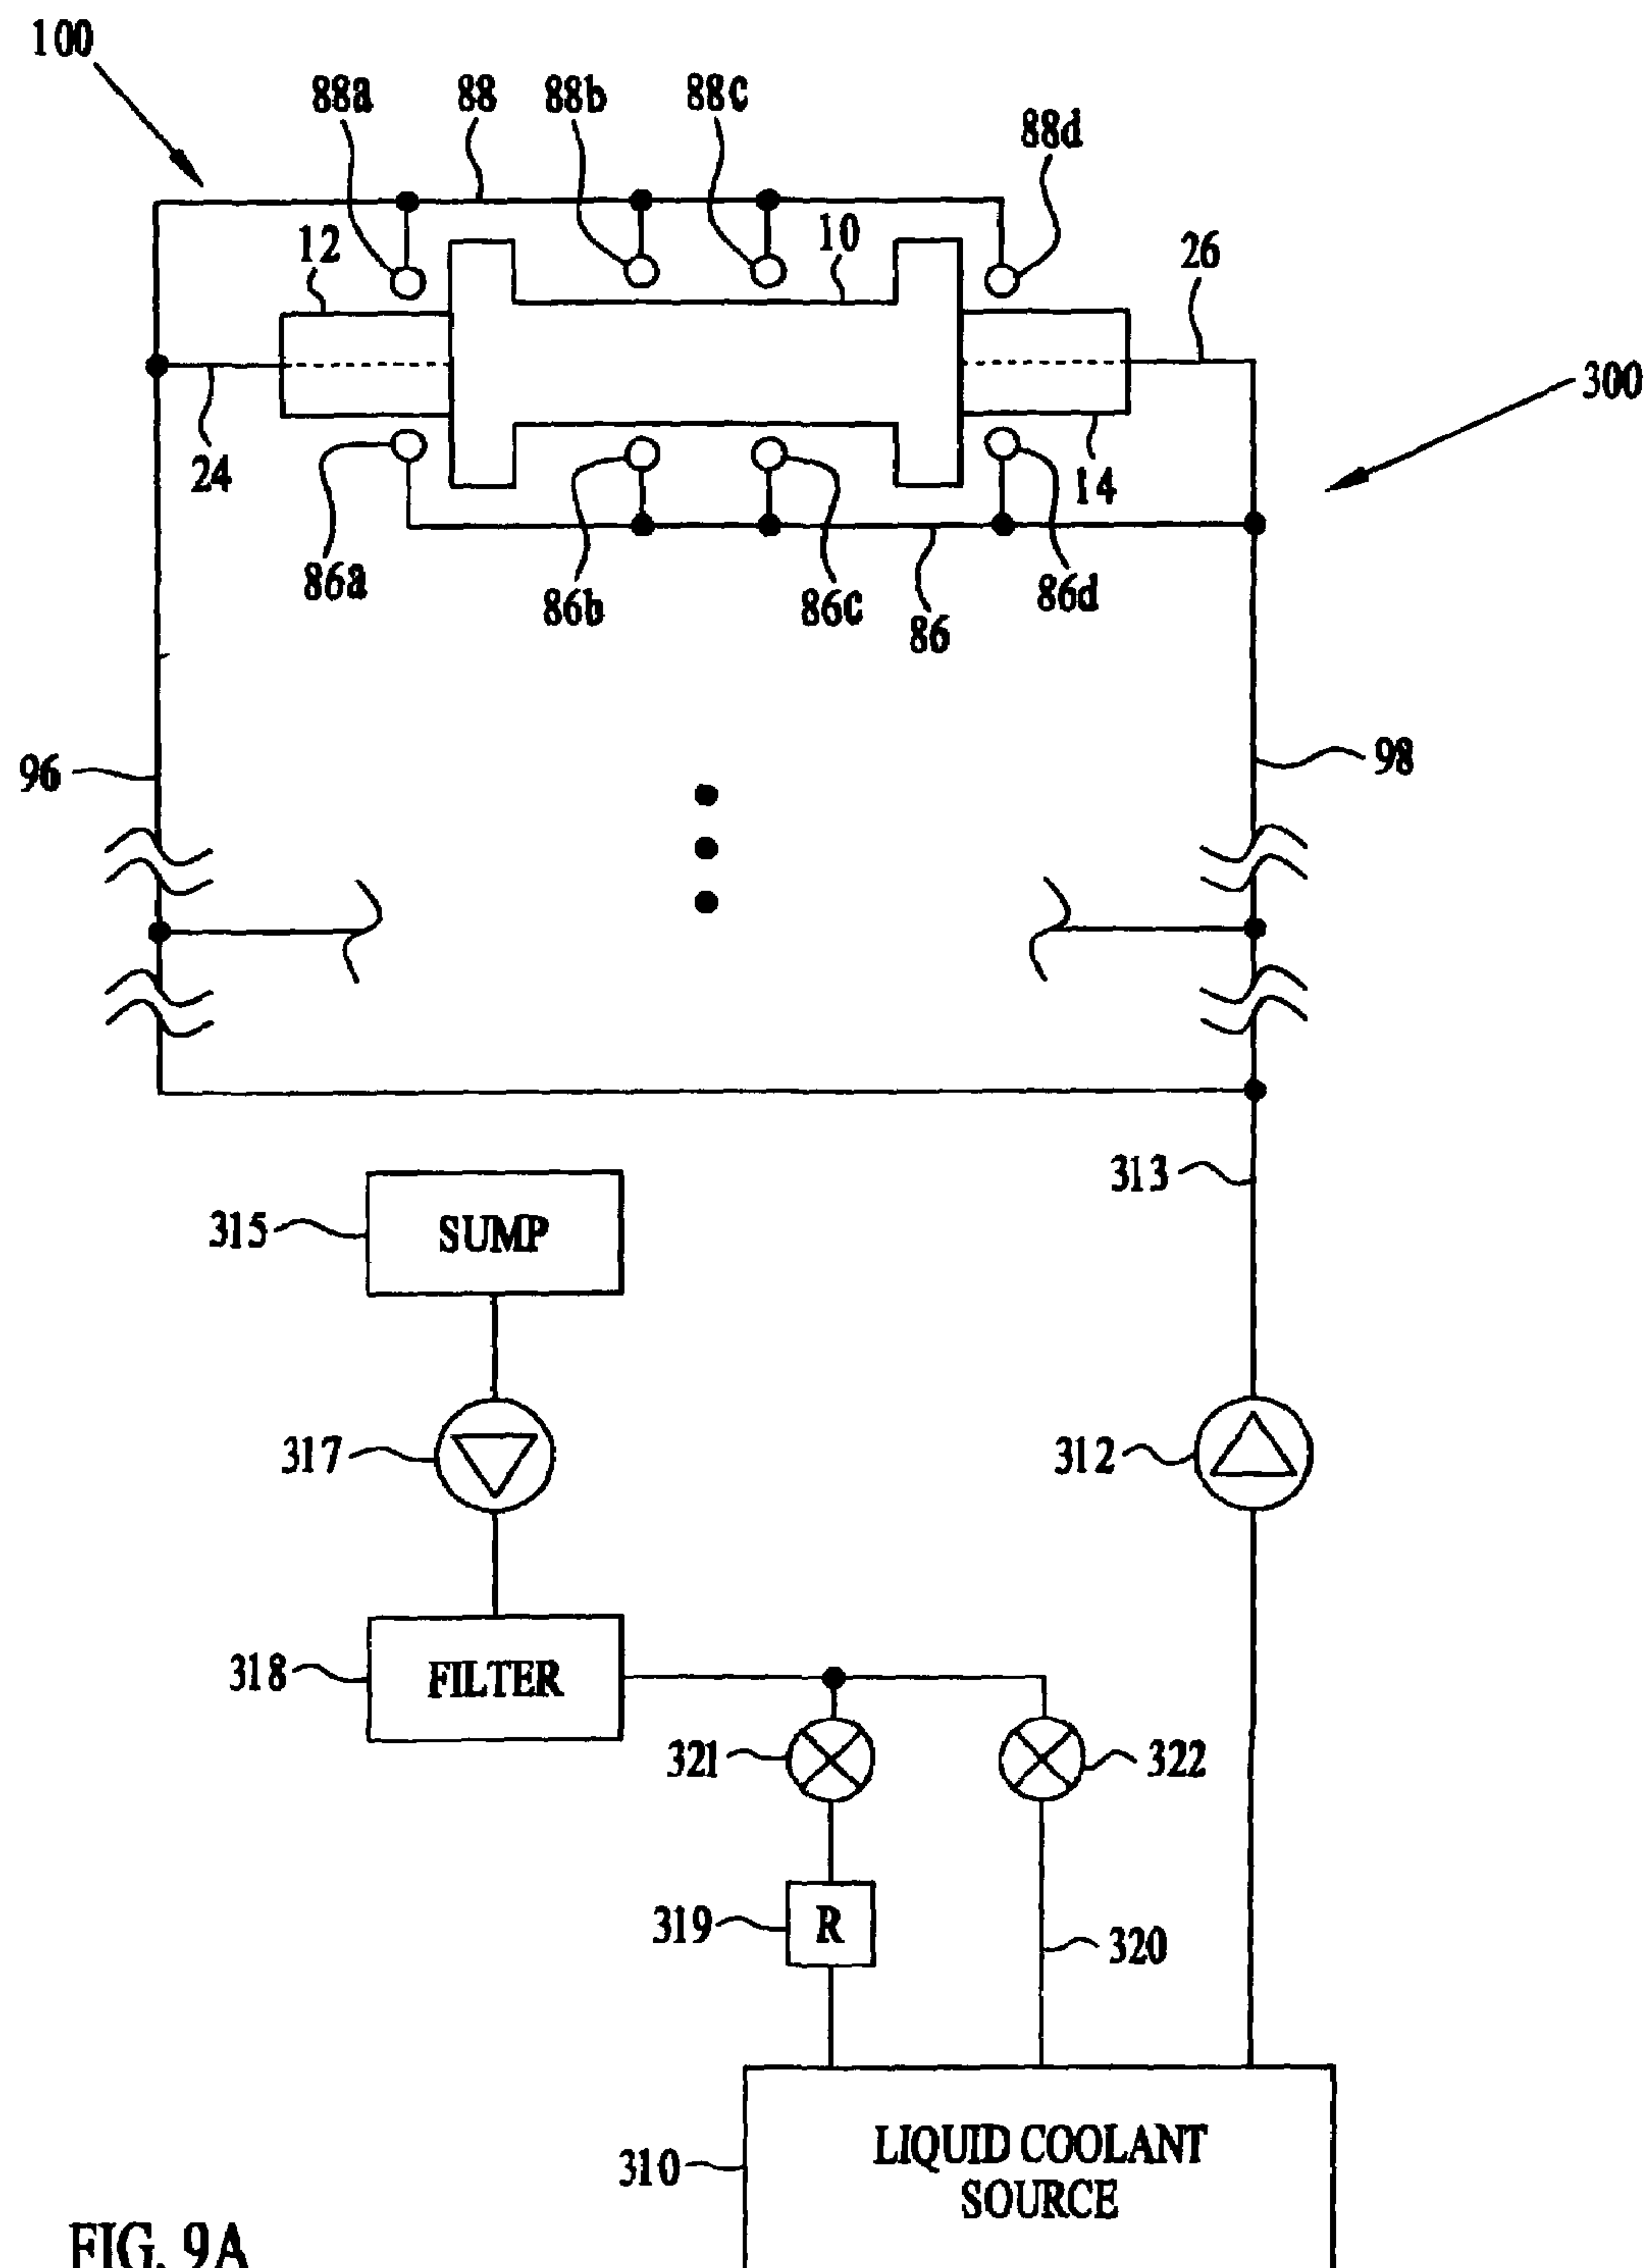 100
88a 88 88b 88c 88d
12 10 26
300
24 14
86a 86b 86c 86 86d
96 98
313
315 SUMP
317 312
318 FILTER
321 322
319 R 320
310 LIQUID COOLANT
SOURCE
FIG. 9A